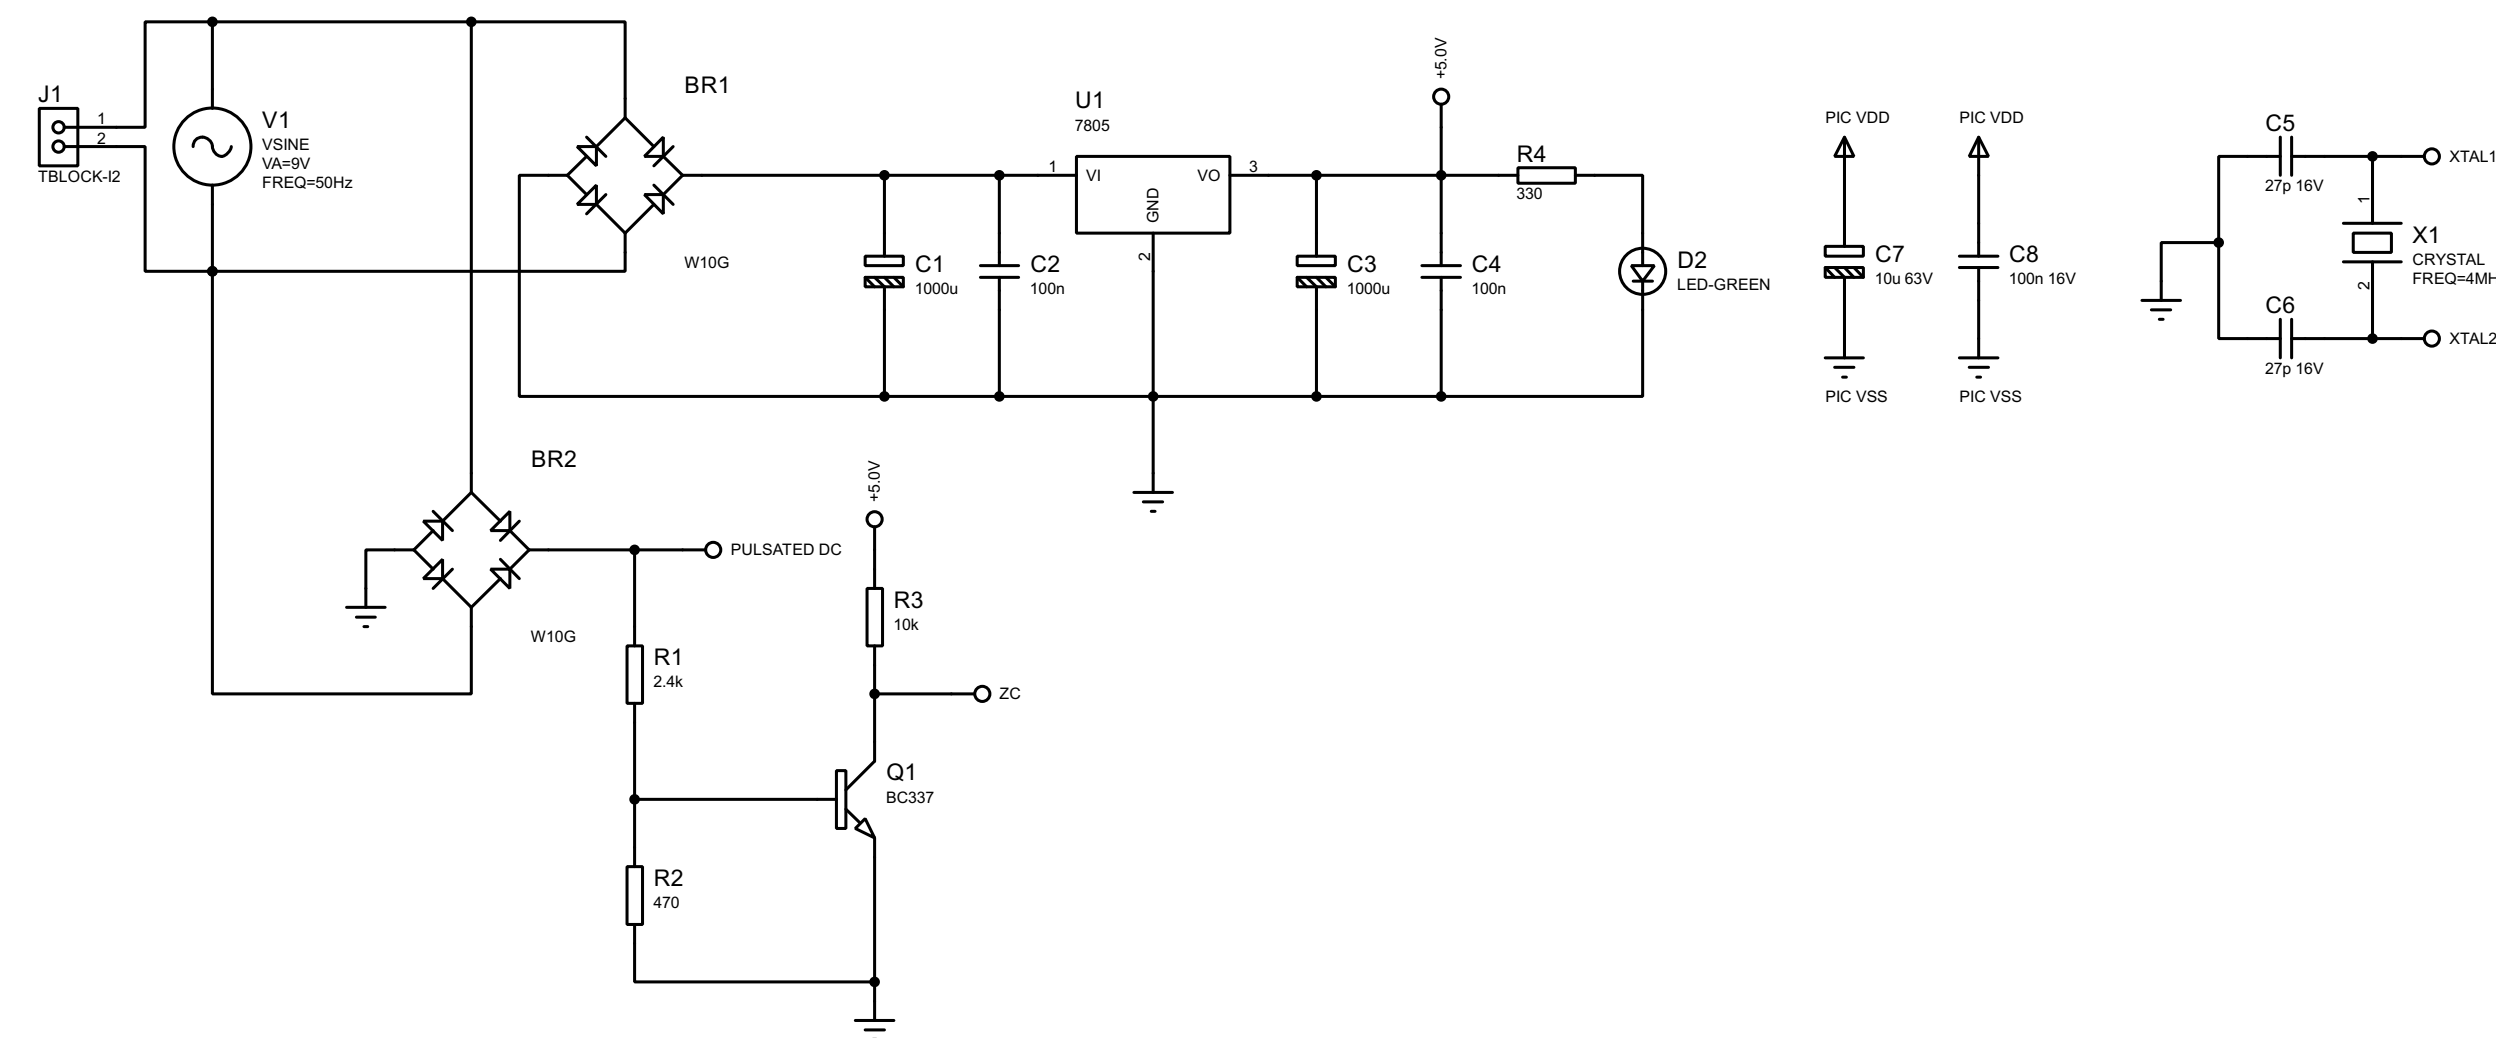 J1
1
2
TBLOCK-I2
V1
VSINE
VA=9V
FREQ=50Hz
BR1
W10G
C1
1000u
C2
100n
U1
7805
1
VI
VO
3
GND
2
C3
1000u
+5.0V
C4
100n
R4
330
D2
LED-GREEN
PIC VDD
C7
10u 63V
PIC VSS
PIC VDD
C8
100n 16V
PIC VSS
C5
27p 16V
XTAL1
1
X1
CRYSTAL
FREQ=4MH
2
C6
27p 16V
XTAL2
BR2
W10G
PULSATED DC
R1
2.4k
R2
470
+5.0V
R3
10k
ZC
Q1
BC337